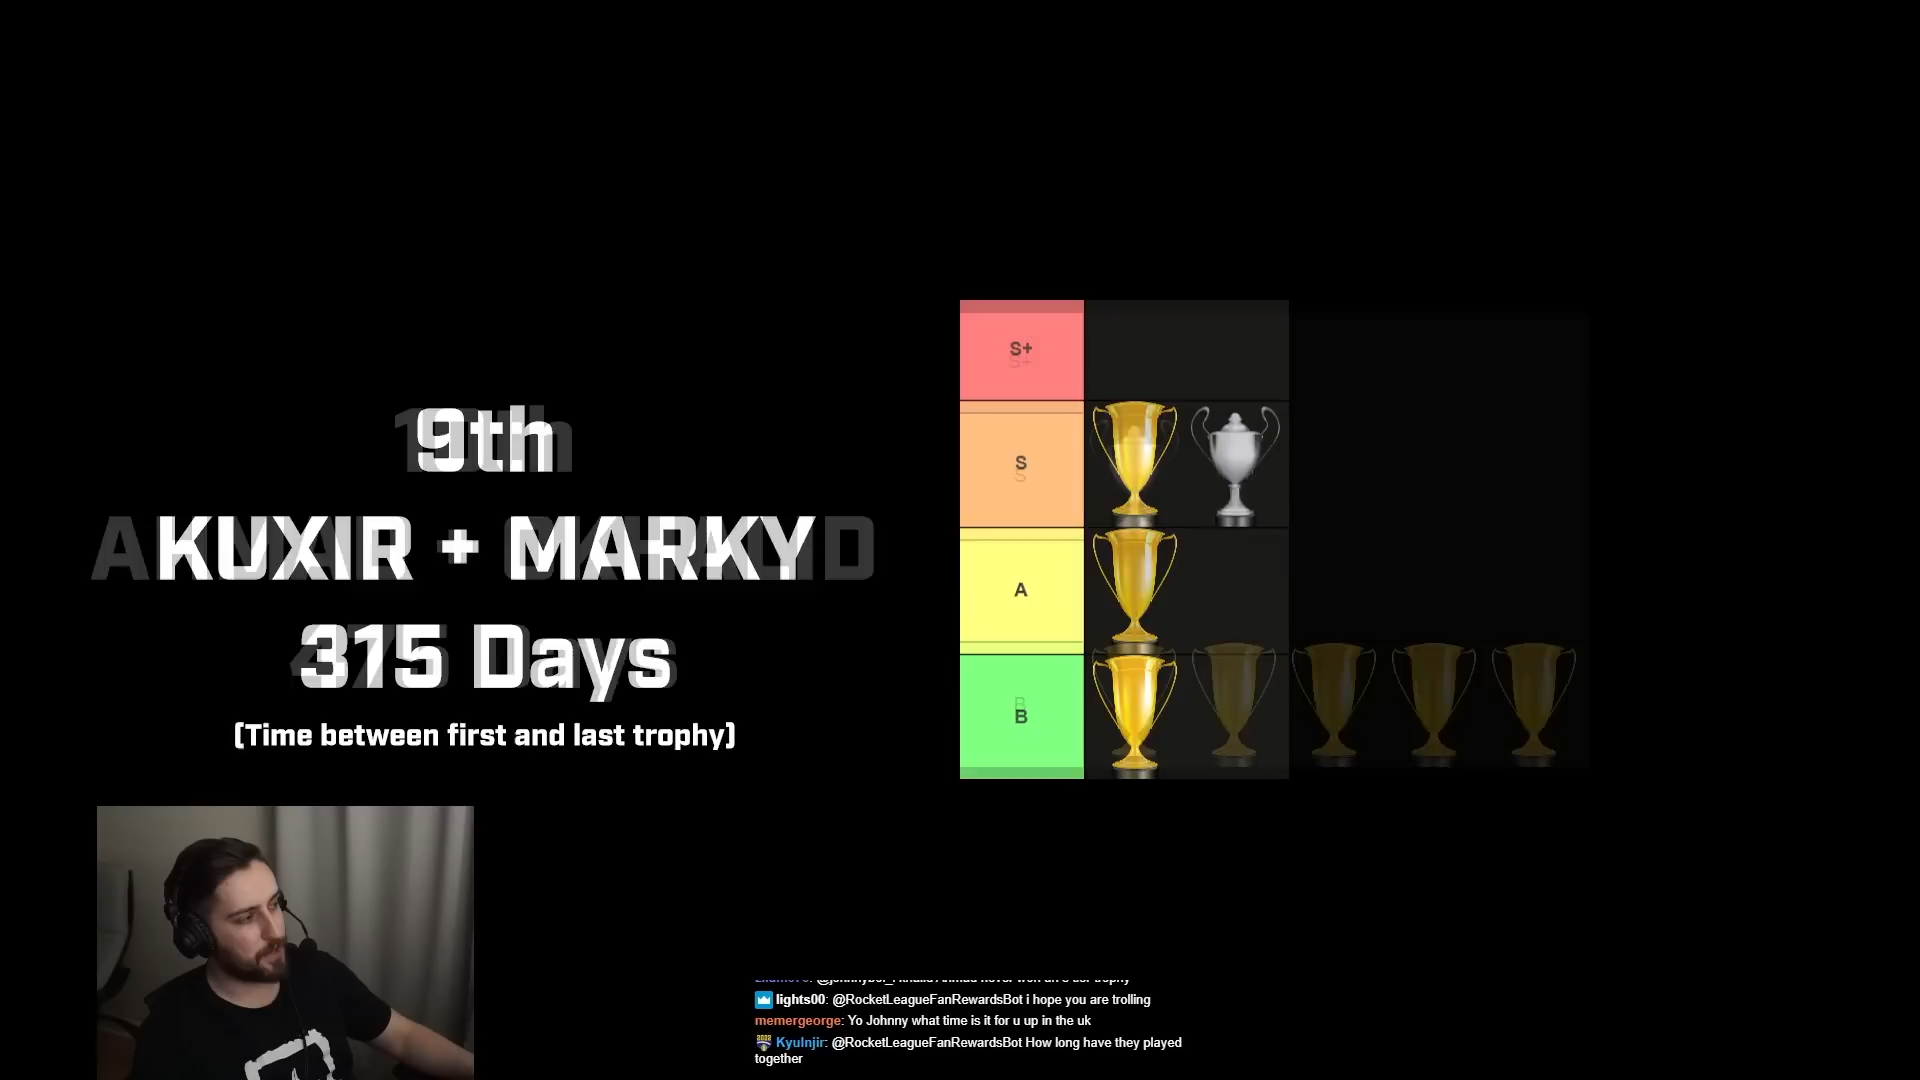 9th
KUXIR + MARKY
315 Days
(Time between first and last trophy)
S+
S
A
B
lights00: @RocketLeagueFanRewardsBot i hope you are trolling
memergeorge: Yo Johnny what time is it for u up in the uk
KyuInjir: @RocketLeagueFanRewardsBot How long have they played
together